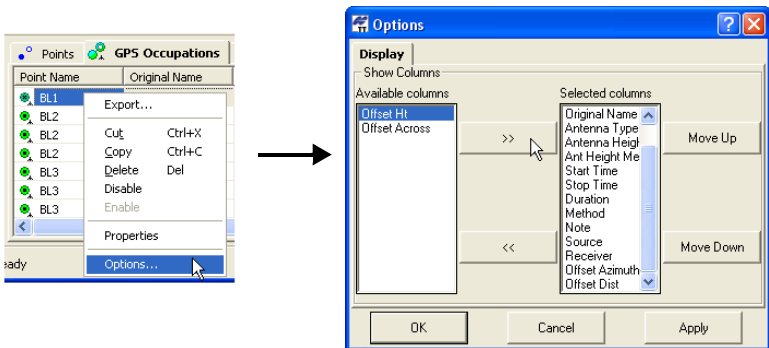 Points GPS Occupations
Point Name Original Name
BL1
BL2
BL2
BL2
BL3
BL3
BL3
Export...
Cut Ctrl+X
Copy Ctrl+C
Delete Del
Disable
Enable
Properties
Options...
eady
Options
Display
Show Columns
Available columns
Offset Ht
Offset Across
>>
<<
Selected columns
Original Name
Antenna Type
Antenna Heigh
Ant Height Me
Start Time
Stop Time
Duration
Method
Note
Source
Receiver
Offset Azimuth
Offset Dist
Move Up
Move Down
OK Cancel Apply